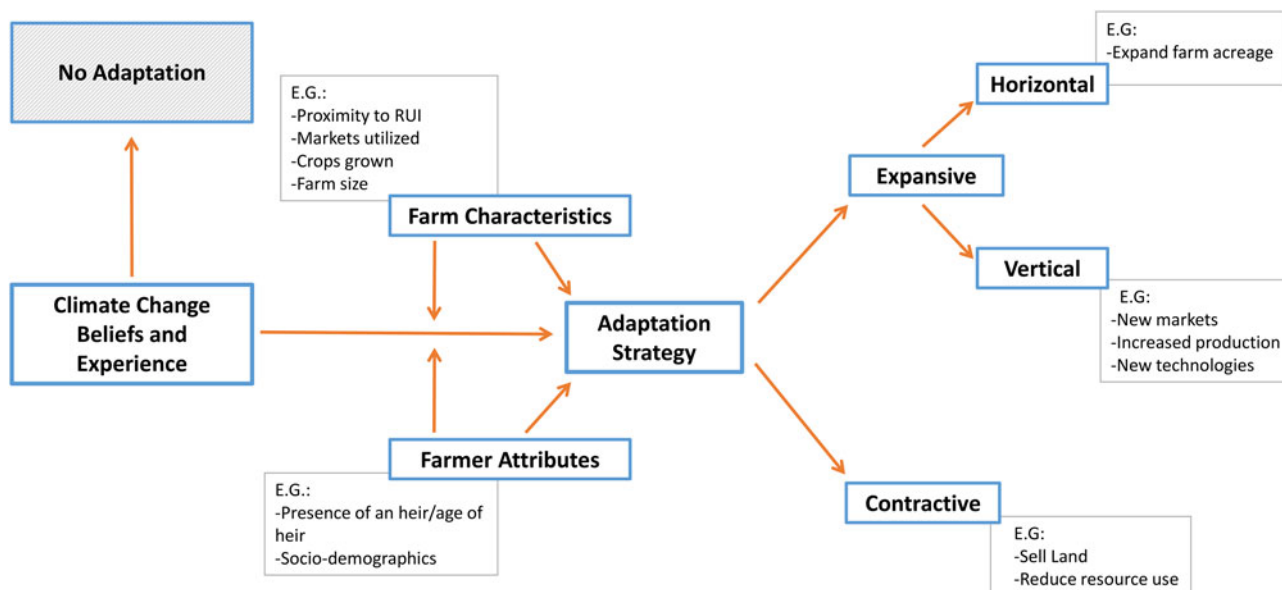 No Adaptation
E.G.:
-Proximity to RUI
-Markets utilized
-Crops grown
-Farm size
Farm Characteristics
Climate Change
Beliefs and
Experience
Adaptation
Strategy
Farmer Attributes
E.G.:
-Presence of an heir/age of
heir
-Socio-demographics
E.G:
-Expand farm acreage
Horizontal
Expansive
Vertical
E.G:
-New markets
-Increased production
-New technologies
Contractive
E.G:
-Sell Land
-Reduce resource use